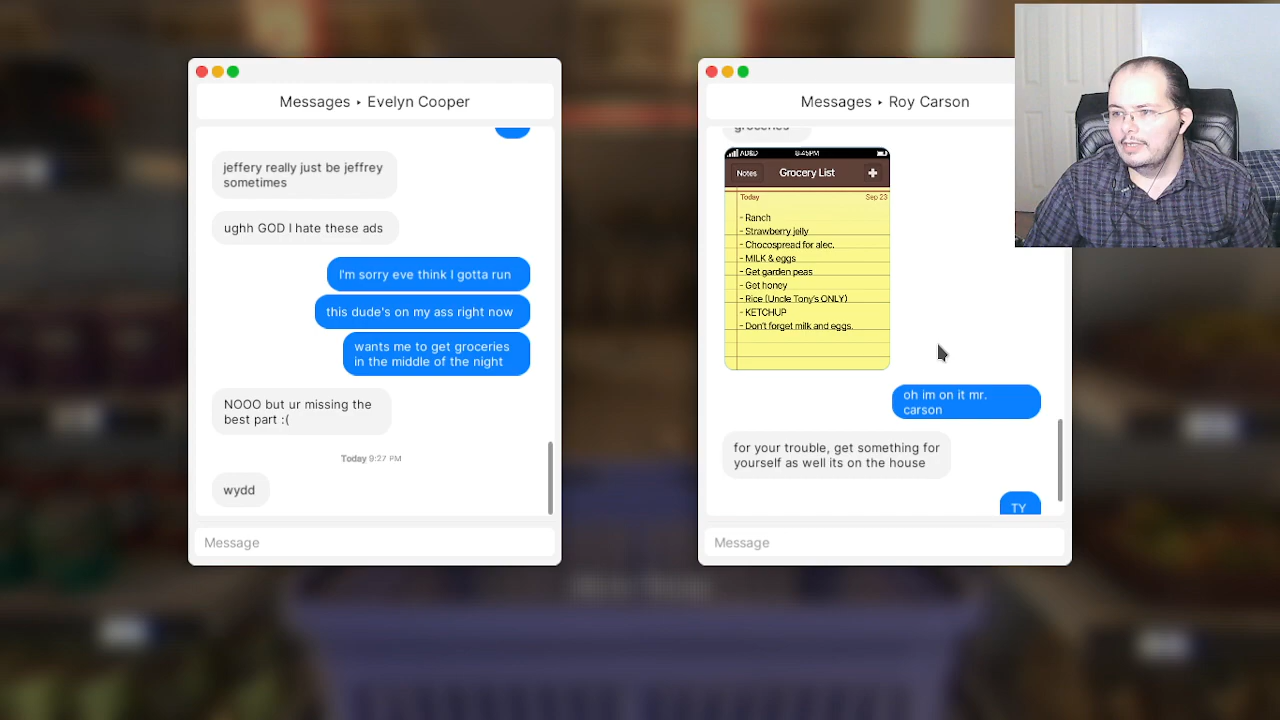 Messages ▸ Evelyn Cooper
jeffery really just be jeffrey
sometimes
ughh GOD I hate these ads
I'm sorry eve think I gotta run
this dude's on my ass right now
wants me to get groceries
in the middle of the night
NOOO but ur missing the
best part :(
Today 9:27 PM
wydd
Message
Messages ▸ Roy Carson
groceries
8:45PM
Notes
Grocery List
+
Today
Sep 23
- Ranch
- Strawberry jelly
- Chocospread for alec.
- MILK & eggs
- Get garden peas
- Get honey
- Rice (Uncle Tony's ONLY)
- KETCHUP
- Don't forget milk and eggs.
oh im on it mr.
carson
for your trouble, get something for
yourself as well its on the house
TY
Message